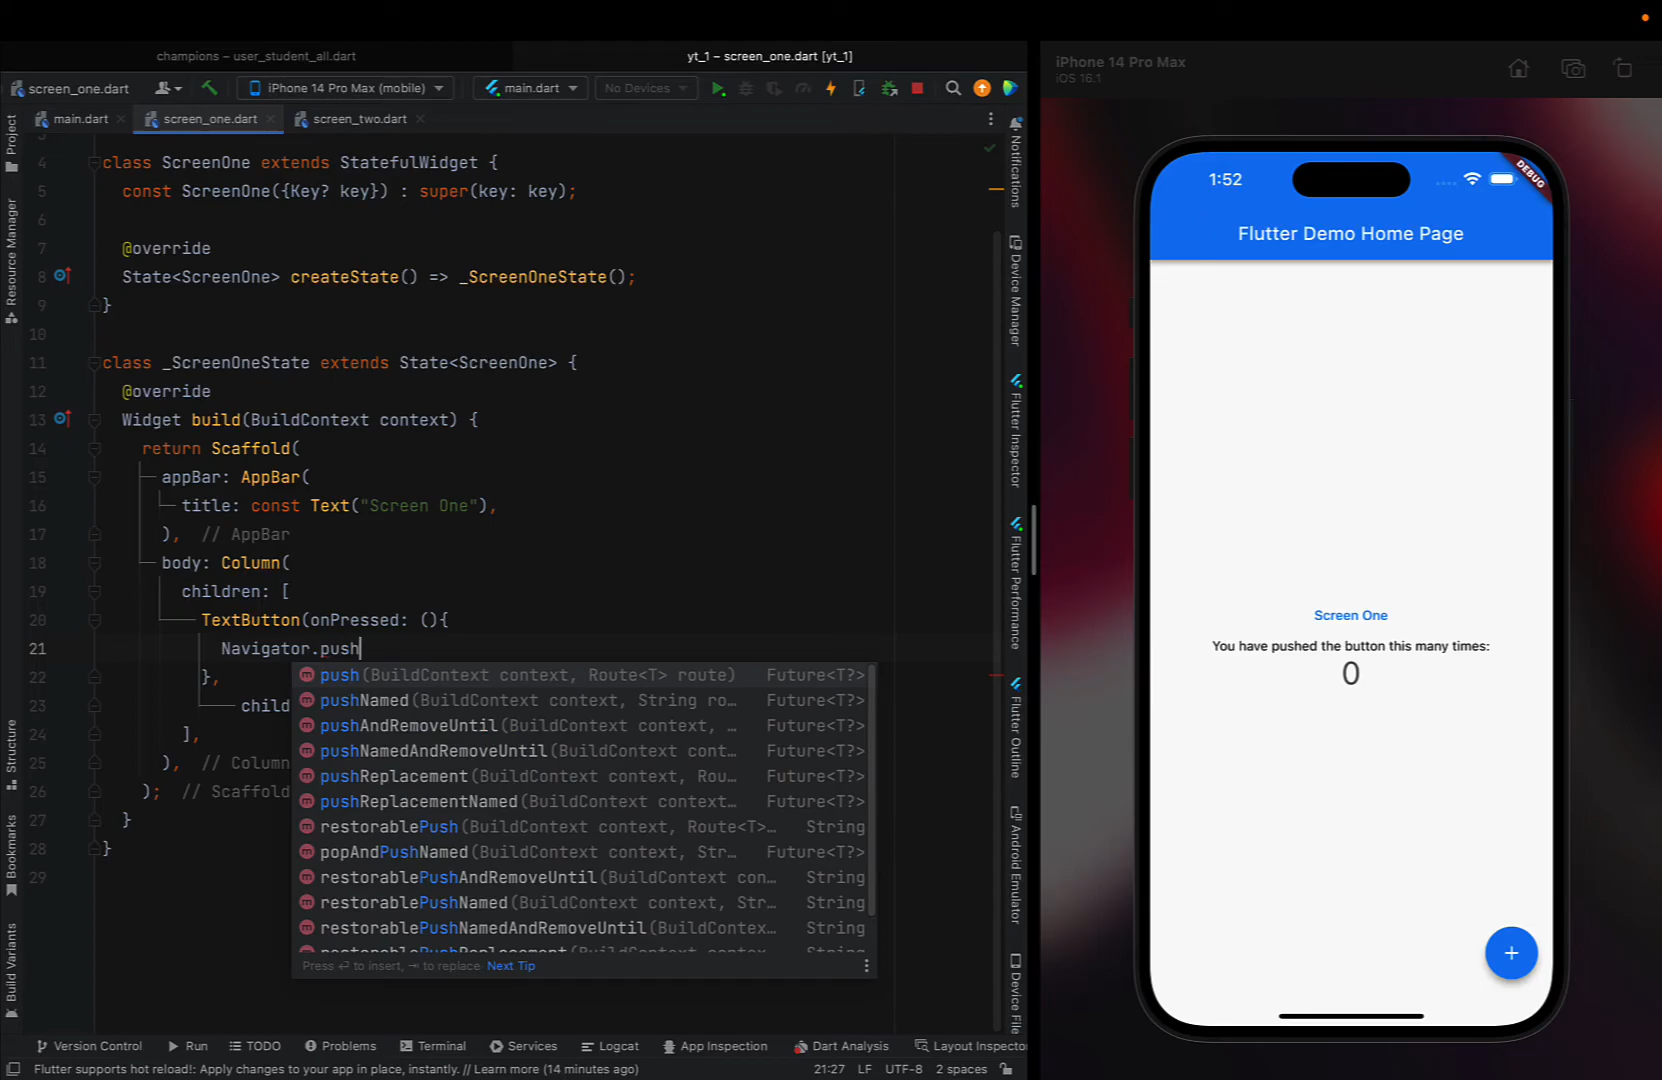 champions – user_student_all.dart
yt_1 – screen_one.dart [yt_1]
screen_one.dart
iPhone 14 Pro Max (mobile)
main.dart
No Devices
main.dart
screen_one.dart
screen_two.dart
3
4 class ScreenOne extends StatefulWidget {
5 const ScreenOne({Key? key}) : super(key: key);
6
7 @override
8 State<ScreenOne> createState() => _ScreenOneState();
9 }
10
11 class _ScreenOneState extends State<ScreenOne> {
12 @override
13 Widget build(BuildContext context) {
14 return Scaffold(
15 appBar: AppBar(
16 title: const Text("Screen One"),
17 ), // AppBar
18 body: Column(
19 children: [
20 TextButton(onPressed: (){
21 Navigator.push
22 },
23 child
24 ],
25 ), // Column
26 ); // Scaffold
27 }
28 }
29
push(BuildContext context, Route<T> route) Future<T?>
pushNamed(BuildContext context, String ro… Future<T?>
pushAndRemoveUntil(BuildContext context, … Future<T?>
pushNamedAndRemoveUntil(BuildContext cont… Future<T?>
pushReplacement(BuildContext context, Rou… Future<T?>
pushReplacementNamed(BuildContext context… Future<T?>
restorablePush(BuildContext context, Route<T>… String
popAndPushNamed(BuildContext context, Str… Future<T?>
restorablePushAndRemoveUntil(BuildContext con… String
restorablePushNamed(BuildContext context, Str… String
restorablePushNamedAndRemoveUntil(BuildContex… String
Press ⏎ to insert, ⇥ to replace Next Tip
Project
Resource Manager
Structure
Bookmarks
Build Variants
Notifications
Device Manager
Flutter Inspector
Flutter Performance
Flutter Outline
Android Emulator
Device File
Version Control
Run
TODO
Problems
Terminal
Services
Logcat
App Inspection
Dart Analysis
Layout Inspector
Flutter supports hot reload!: Apply changes to your app in place, instantly. // Learn more (14 minutes ago)
21:27 LF UTF-8 2 spaces
iPhone 14 Pro Max
iOS 16.1
1:52
DEBUG
Flutter Demo Home Page
Screen One
You have pushed the button this many times:
0
+